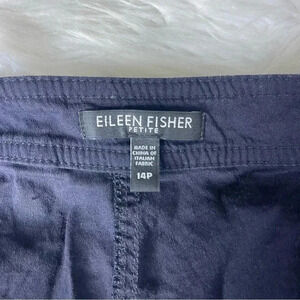 EILEEN FISHER
PETITE
MADE IN
CHINA OF
ITALIAN
FABRIC
14P